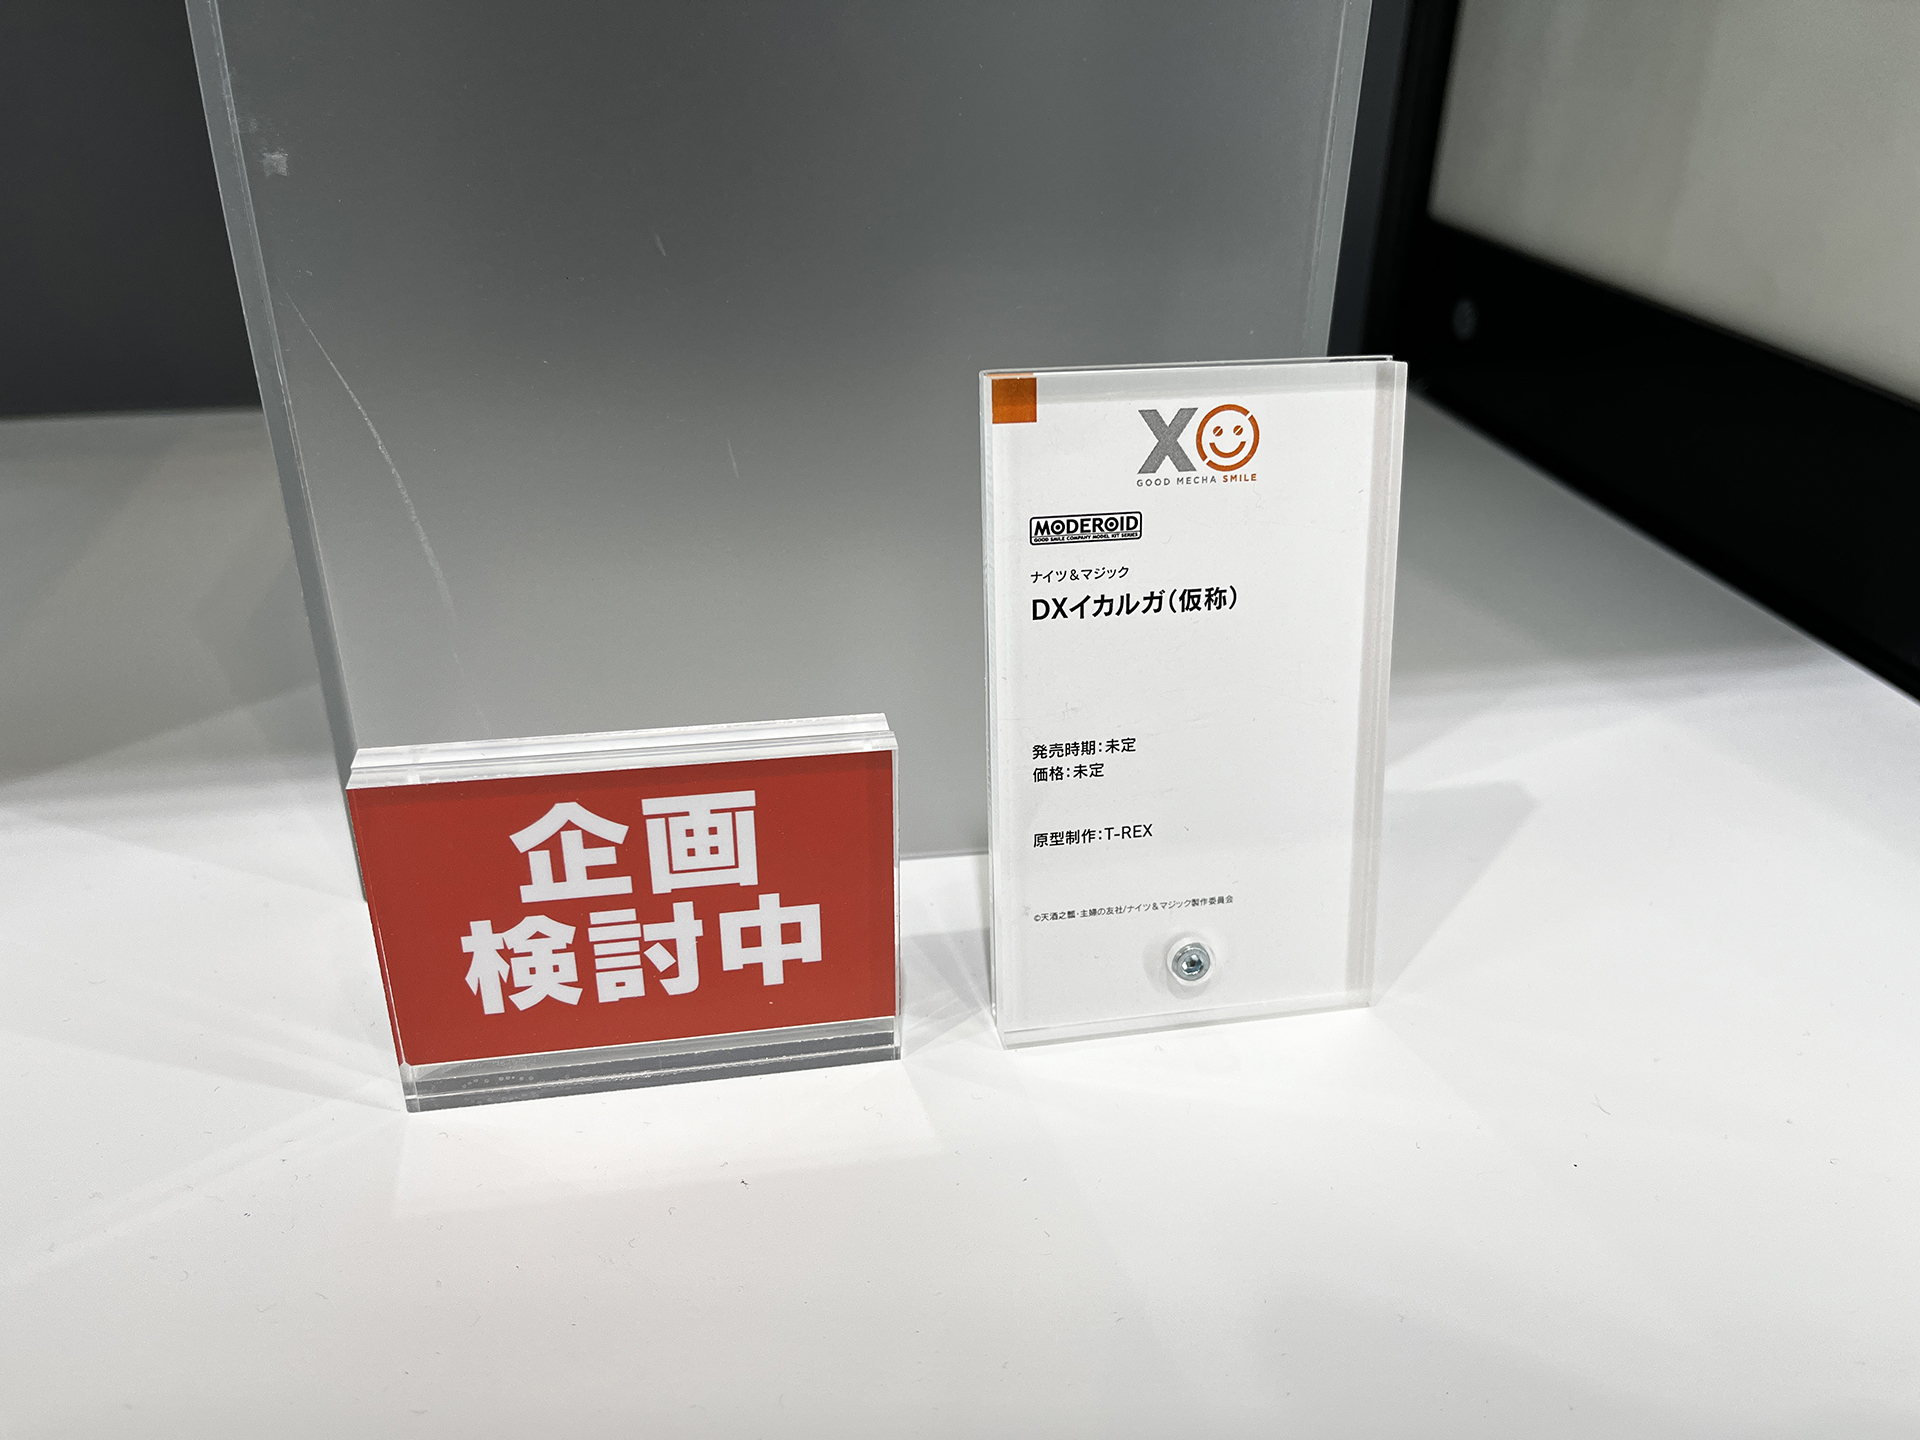 企画
検討中
XO
GOOD MECHA SMILE
MODEROID
GOOD SMILE COMPANY MODEL KIT SERIES
ナイツ&マジック
DXイカルガ(仮称)
発売時期:未定
価格:未定
原型制作:T-REX
©天酒之瓢・主婦の友社/ナイツ&マジック製作委員会